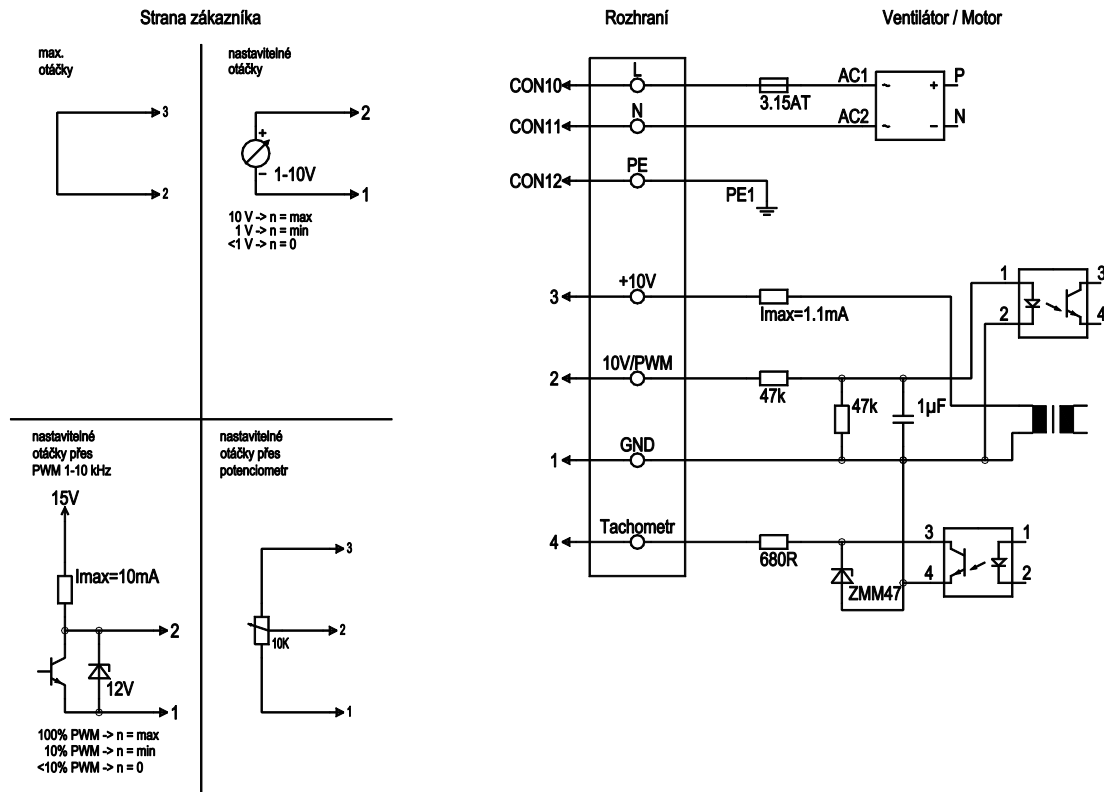 Strana zákazníka
Rozhraní
Ventilátor / Motor
max.
otáčky
3
2
nastavitelné
otáčky
2
+
−
1-10V
1
10 V -> n = max
1 V -> n = min
<1 V -> n = 0
nastavitelné
otáčky přes
PWM 1-10 kHz
15V
Imax=10mA
2
12V
1
100% PWM -> n = max
10% PWM -> n = min
<10% PWM -> n = 0
nastavitelné
otáčky přes
potenciometr
3
2
10K
1
CON10
L
3.15AT
AC1
~
+
P
CON11
N
AC2
~
−
N
CON12
PE
PE1
3
+10V
Imax=1.1mA
1
2
3
4
2
10V/PWM
47k
47k
1µF
1
GND
4
Tachometr
680R
ZMM47
3
4
1
2